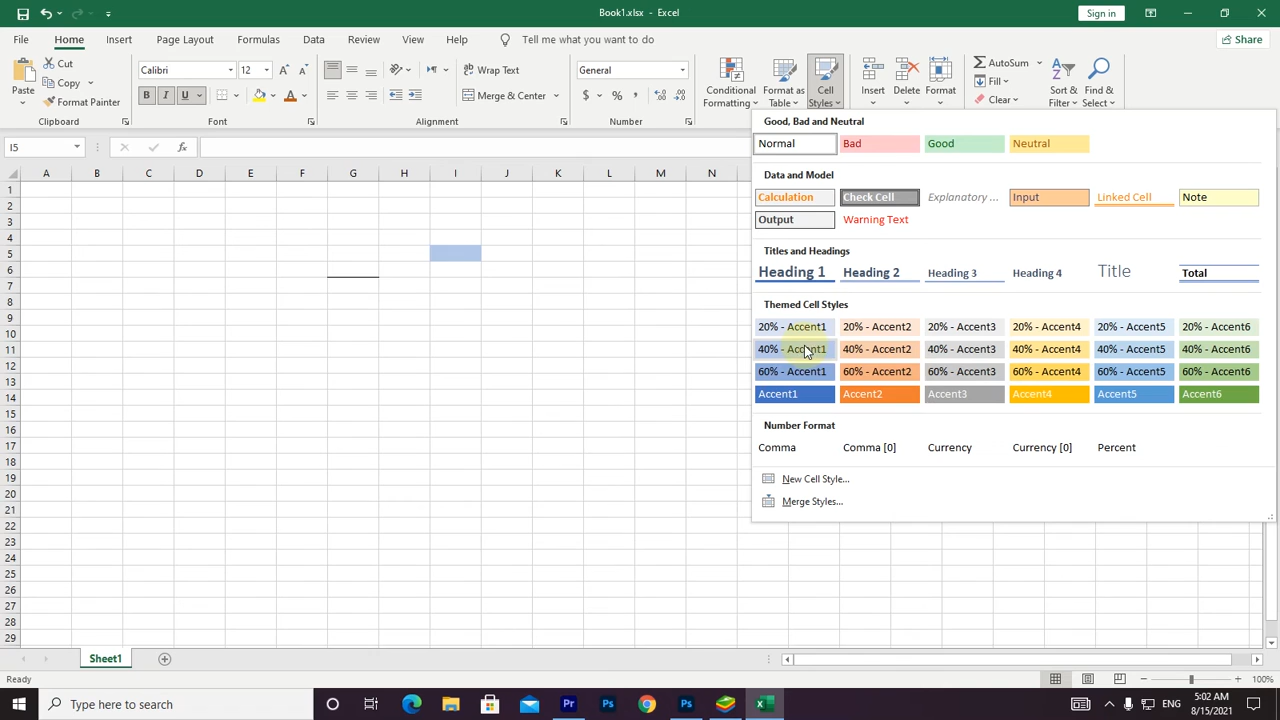 Book1.xlsx - Excel
Sign in
File Home Insert Page Layout Formulas Data Review View Help Tell me what you want to do Share
Paste
Cut
Copy
Format Painter
Clipboard
Calibri 12
B I U A
Font
Wrap Text
Merge & Center
Alignment
General
$ % ,
Number
Conditional Formatting
Format as Table
Cell Styles
Insert
Delete
Format
AutoSum
Fill
Clear
Sort & Filter
Find & Select
I5
fx
Good, Bad and Neutral
Normal Bad Good Neutral
Data and Model
Calculation Check Cell Explanatory ... Input Linked Cell Note
Output Warning Text
Titles and Headings
Heading 1 Heading 2 Heading 3 Heading 4 Title Total
Themed Cell Styles
20% - Accent1 20% - Accent2 20% - Accent3 20% - Accent4 20% - Accent5 20% - Accent6
40% - Accent1 40% - Accent2 40% - Accent3 40% - Accent4 40% - Accent5 40% - Accent6
60% - Accent1 60% - Accent2 60% - Accent3 60% - Accent4 60% - Accent5 60% - Accent6
Accent1 Accent2 Accent3 Accent4 Accent5 Accent6
Number Format
Comma Comma [0] Currency Currency [0] Percent
New Cell Style...
Merge Styles...
A B C D E F G H I J K L M N
1
2
3
4
5
6
7
8
9
10
11
12
13
14
15
16
17
18
19
20
21
22
23
24
25
26
27
28
29
Sheet1
Ready
100%
Type here to search
ENG
5:02 AM
8/15/2021